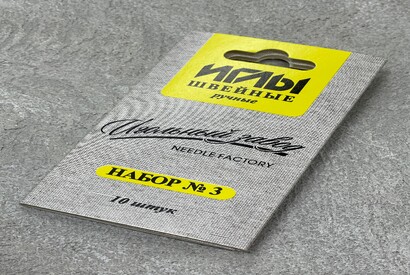 ИГЛЫ
ШВЕЙНЫЕ
ручные
Игольный завод
NEEDLE FACTORY
НАБОР № 3
10 штук